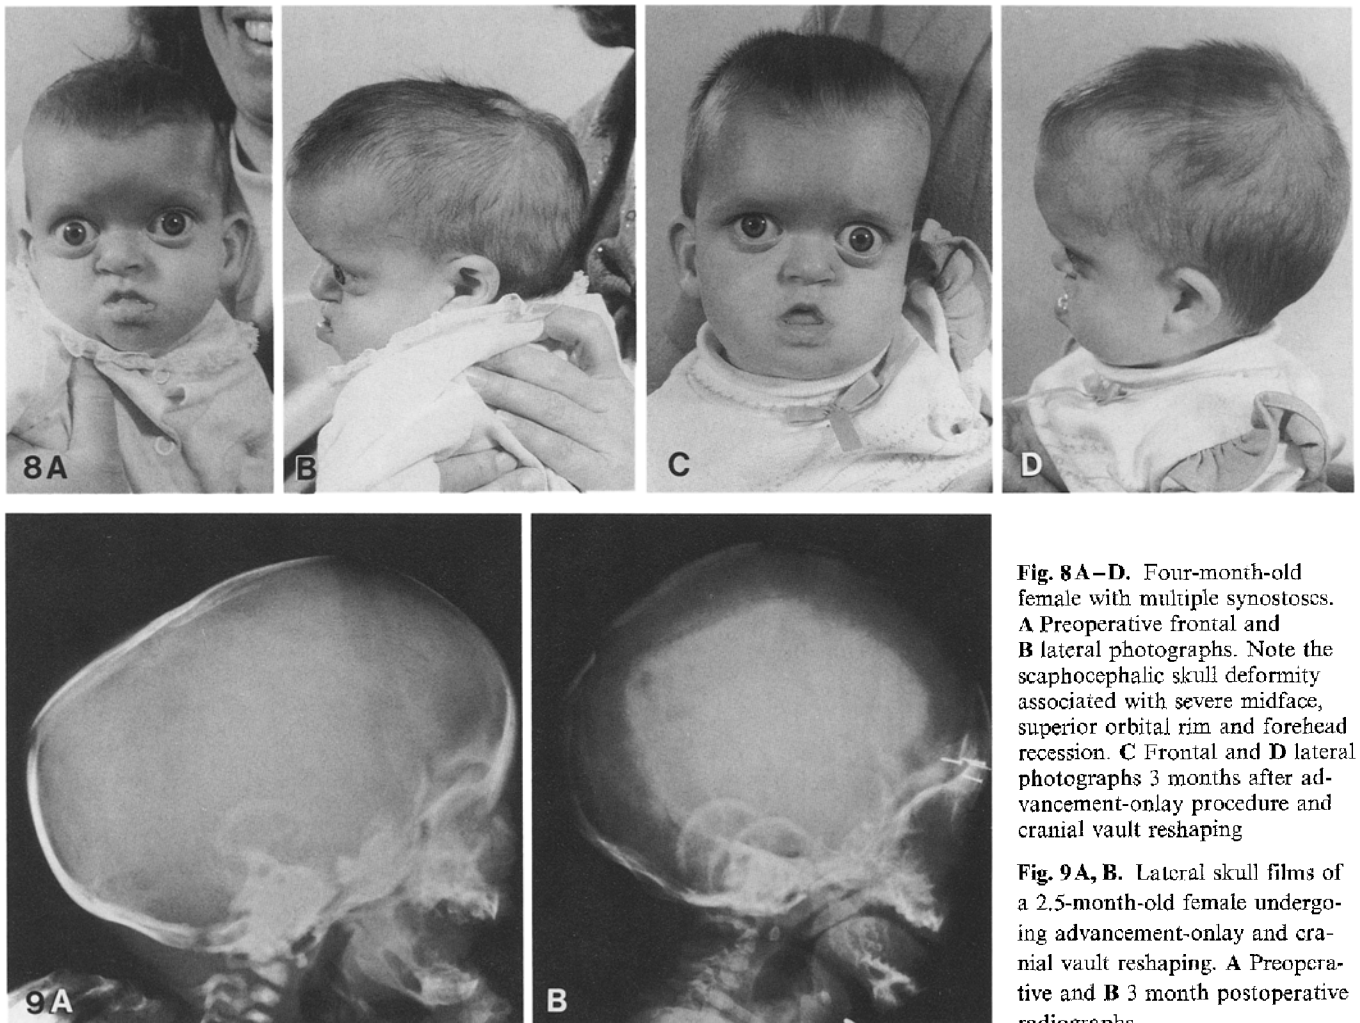 8A
B
C
D
9A
B
Fig. 8A–D. Four-month-old
female with multiple synostoses.
A Preoperative frontal and
B lateral photographs. Note the
scaphocephalic skull deformity
associated with severe midface,
superior orbital rim and forehead
recession. C Frontal and D lateral
photographs 3 months after ad-
vancement-onlay procedure and
cranial vault reshaping
Fig. 9A, B. Lateral skull films of
a 2.5-month-old female undergo-
ing advancement-onlay and cra-
nial vault reshaping. A Preopera-
tive and B 3 month postoperative
radiographs